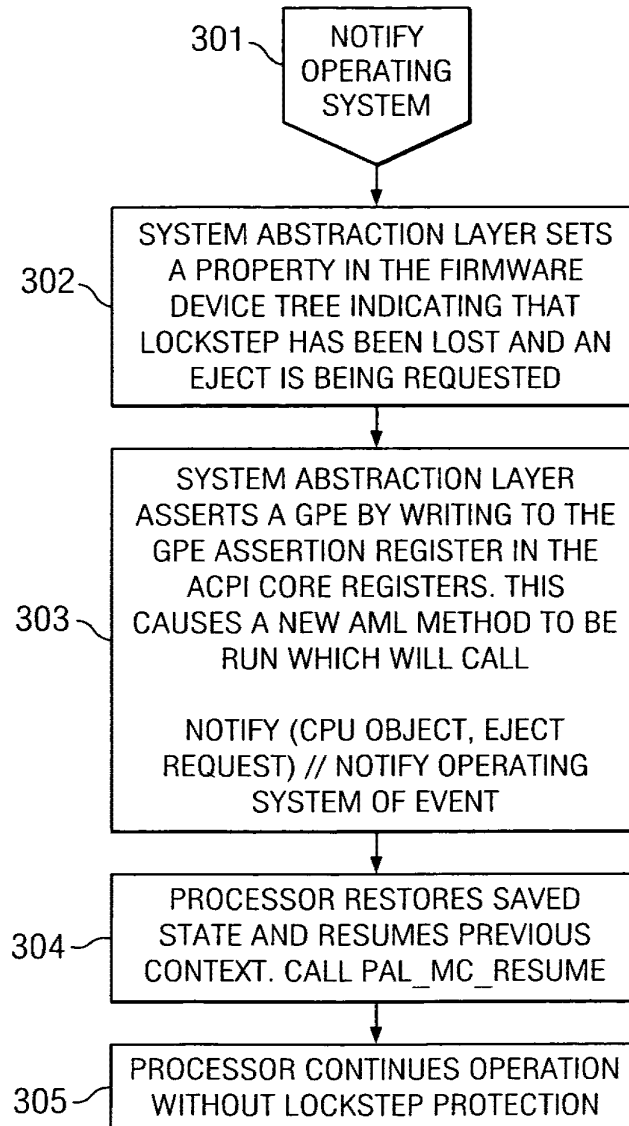 301
NOTIFY
OPERATING
SYSTEM
302
SYSTEM ABSTRACTION LAYER SETS
A PROPERTY IN THE FIRMWARE
DEVICE TREE INDICATING THAT
LOCKSTEP HAS BEEN LOST AND AN
EJECT IS BEING REQUESTED
303
SYSTEM ABSTRACTION LAYER
ASSERTS A GPE BY WRITING TO THE
GPE ASSERTION REGISTER IN THE
ACPI CORE REGISTERS. THIS
CAUSES A NEW AML METHOD TO BE
RUN WHICH WILL CALL
NOTIFY (CPU OBJECT, EJECT
REQUEST) // NOTIFY OPERATING
SYSTEM OF EVENT
304
PROCESSOR RESTORES SAVED
STATE AND RESUMES PREVIOUS
CONTEXT. CALL PAL_MC_RESUME
305
PROCESSOR CONTINUES OPERATION
WITHOUT LOCKSTEP PROTECTION